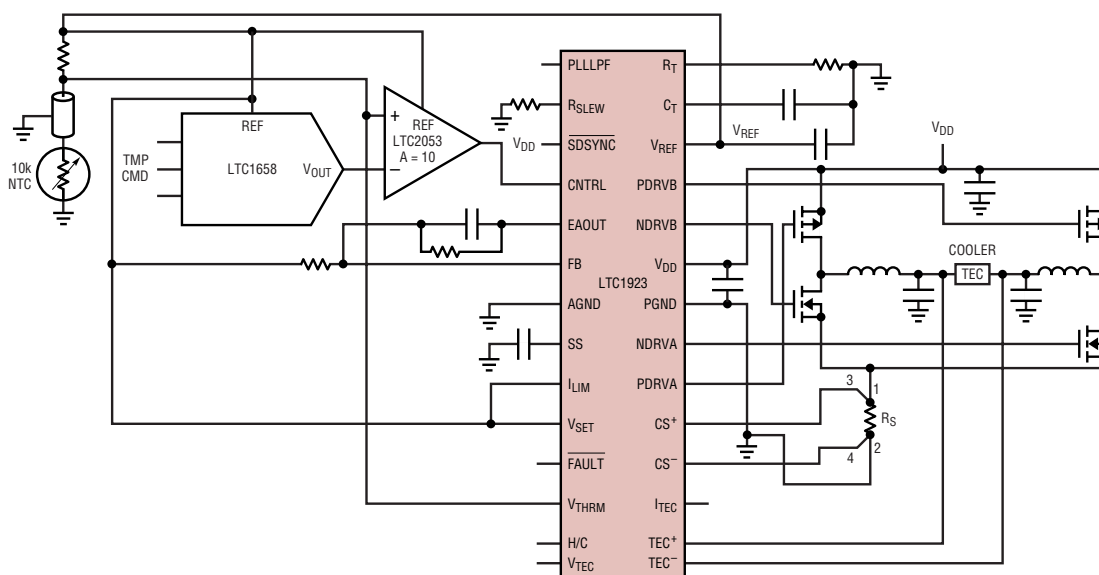 10k
NTC
TMP
CMD
REF
LTC1658
VOUT
+
REF
LTC2053
A = 10
–
VDD
PLLLPF
RSLEW
SDSYNC
CNTRL
EAOUT
FB
AGND
SS
ILIM
VSET
FAULT
VTHRM
H/C
VTEC
LTC1923
RT
CT
VREF
PDRVB
NDRVB
VDD
PGND
NDRVA
PDRVA
CS+
CS–
ITEC
TEC+
TEC–
VREF
VDD
COOLER
TEC
3
1
RS
4
2